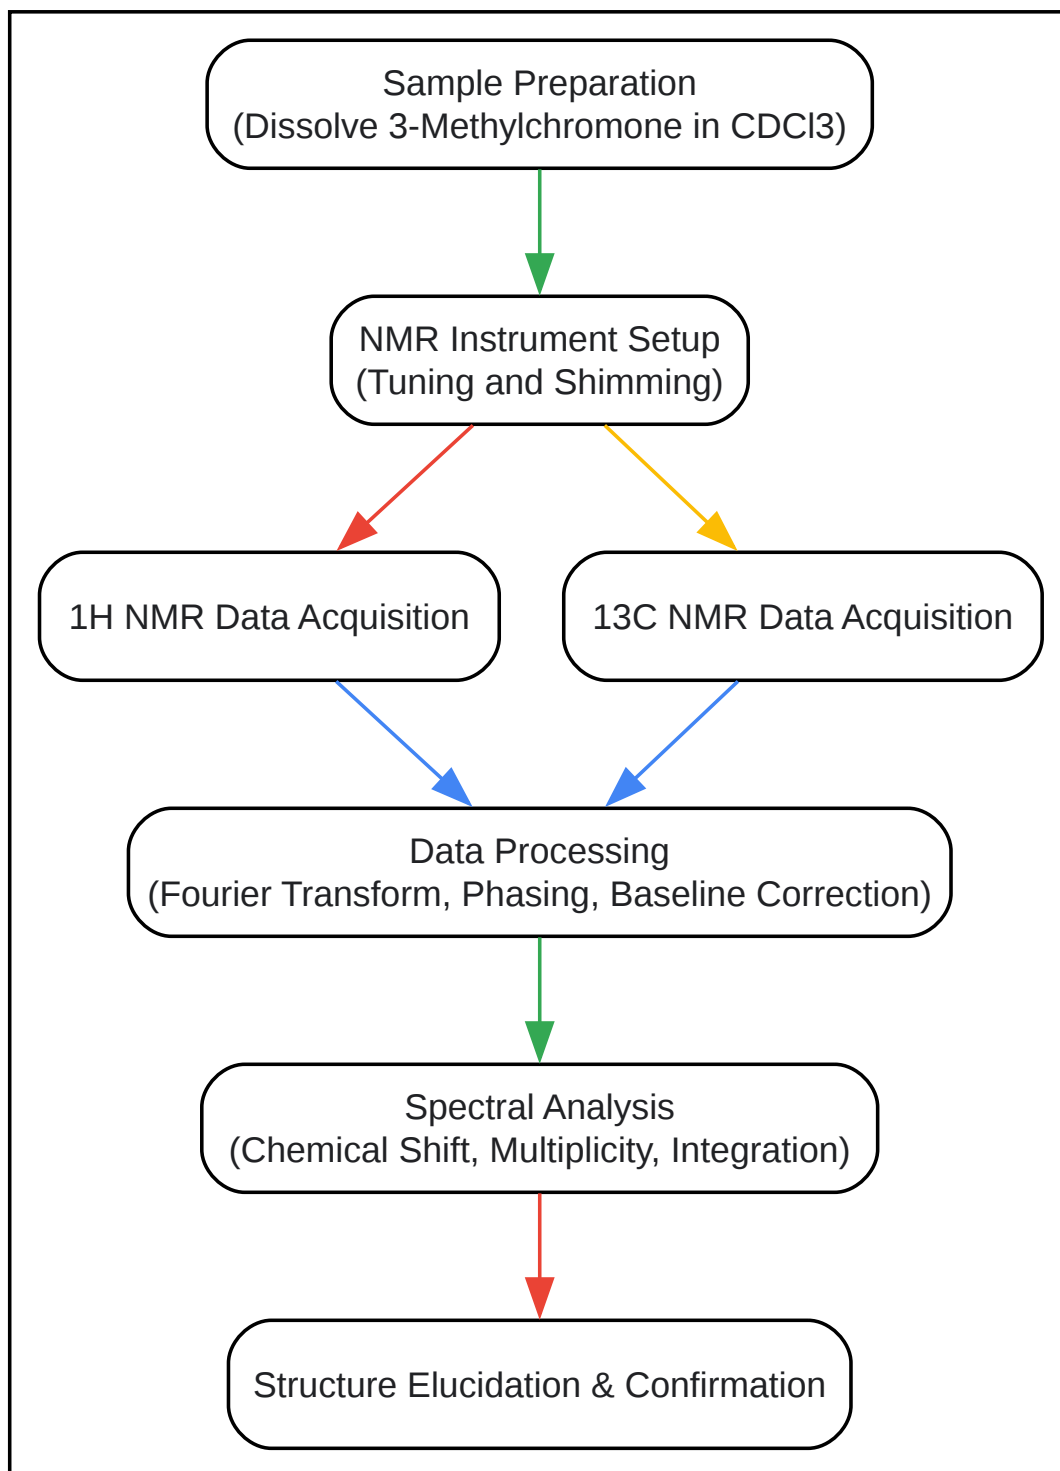 Sample Preparation
(Dissolve 3-Methylchromone in CDCl3)
NMR Instrument Setup
(Tuning and Shimming)
1H NMR Data Acquisition
13C NMR Data Acquisition
Data Processing
(Fourier Transform, Phasing, Baseline Correction)
Spectral Analysis
(Chemical Shift, Multiplicity, Integration)
Structure Elucidation & Confirmation